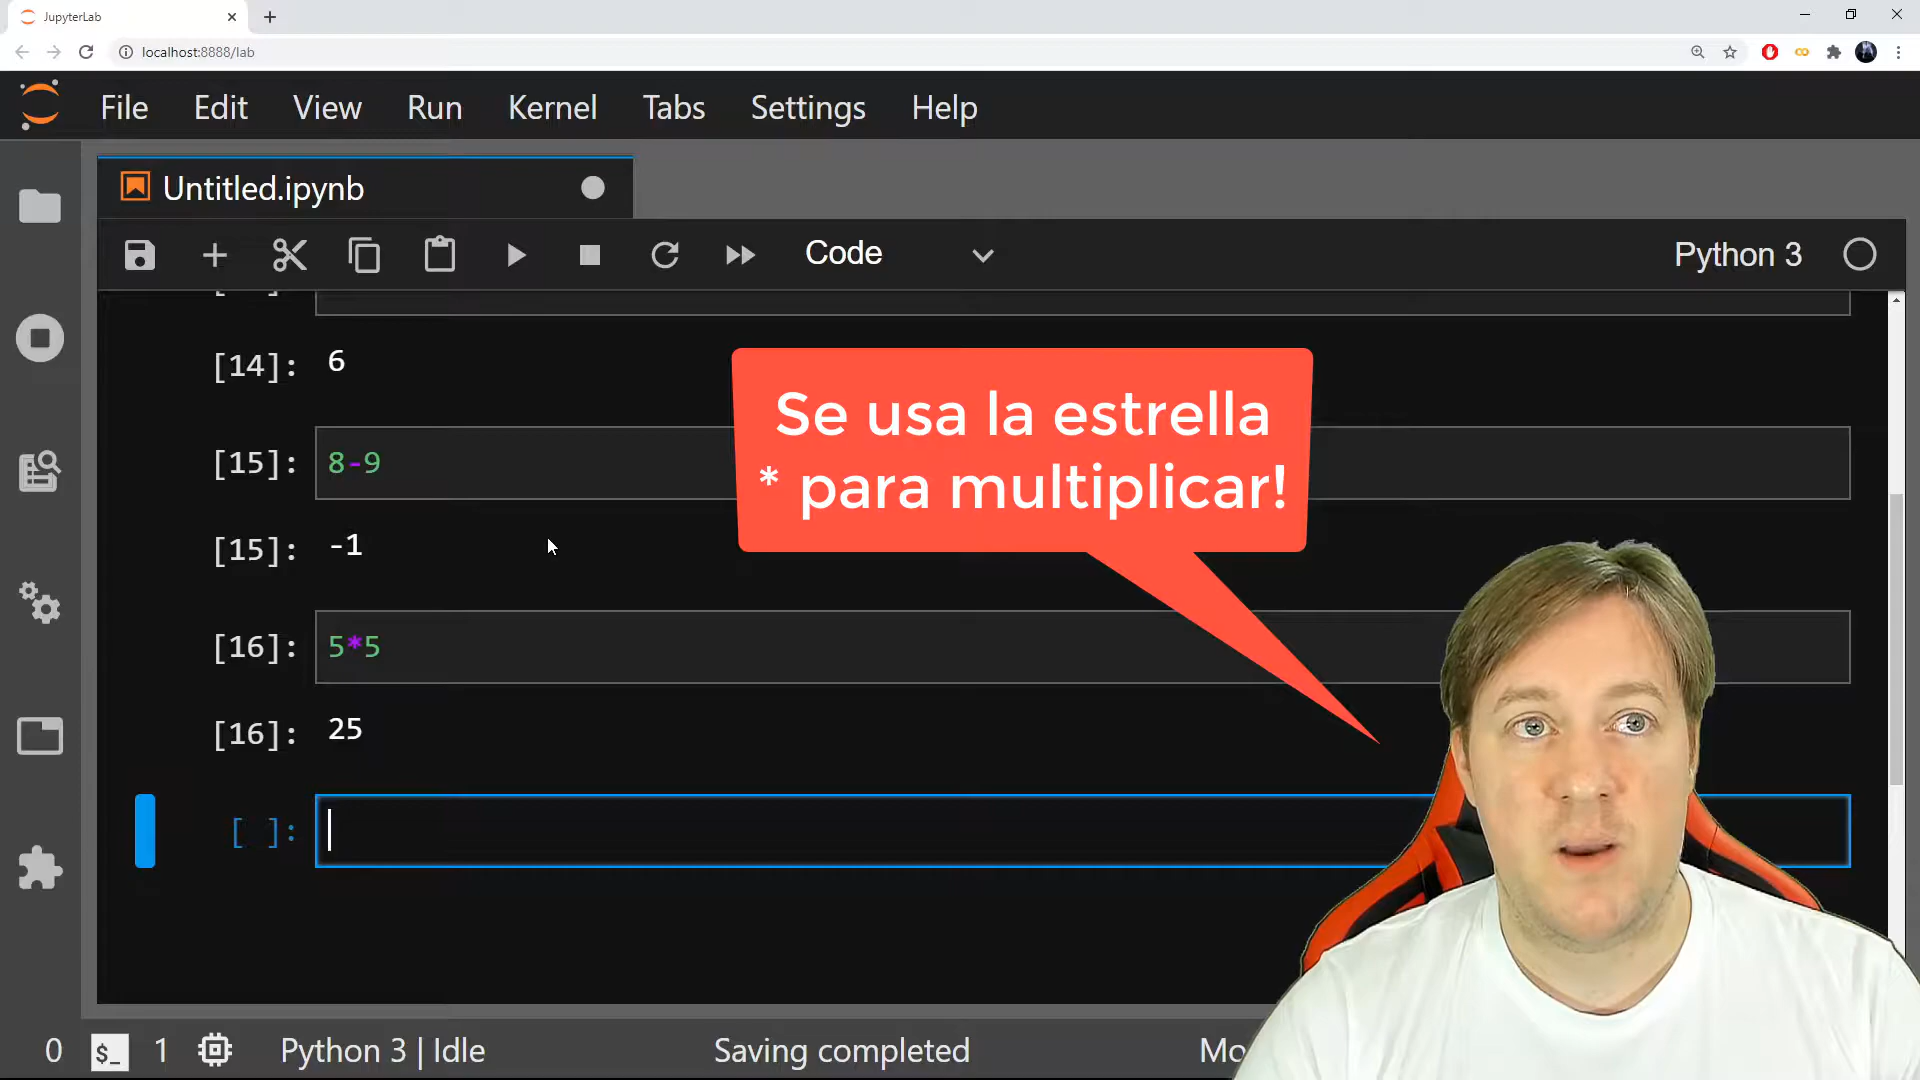 JupyterLab
localhost:8888/lab
File Edit View Run Kernel Tabs Settings Help
Untitled.ipynb
Code
Python 3
[14]: 6
[15]: 8-9
[15]: -1
[16]: 5*5
[16]: 25
[ ]:
Se usa la estrella
* para multiplicar!
0 $_ 1 Python 3 | Idle Saving completed